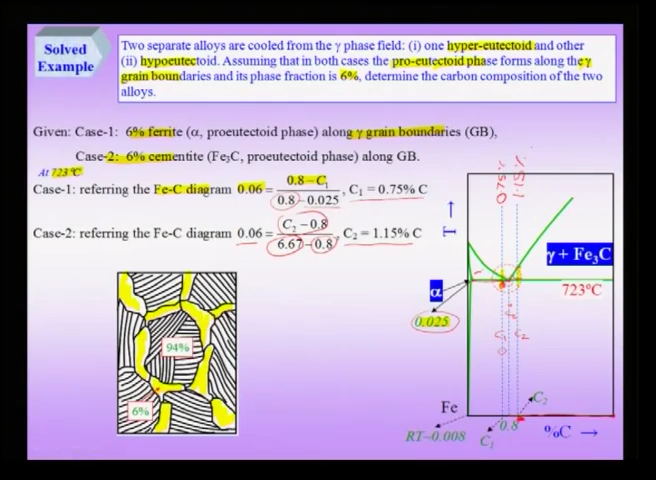 Solved
Example
Two separate alloys are cooled from the γ phase field: (i) one hyper-eutectoid and other
(ii) hypoeutectoid. Assuming that in both cases the pro-eutectoid phase forms along the γ
grain boundaries and its phase fraction is 6%, determine the carbon composition of the two
alloys.
Given: Case-1: 6% ferrite (α, proeutectoid phase) along γ grain boundaries (GB),
Case-2: 6% cementite (Fe₃C, proeutectoid phase) along GB.
At 723°C
Case-1: referring the Fe-C diagram 0.06 = (0.8 – C₁)/(0.8 – 0.025), C₁ = 0.75% C
Case-2: referring the Fe-C diagram 0.06 = (C₂ – 0.8)/(6.67 – 0.8), C₂ = 1.15% C
94%
6%
0.75%
1.15%
T →
γ + Fe₃C
723°C
α
0.025
C₂
Fe
C₂
0.8
%C →
RT–0.008
C₁